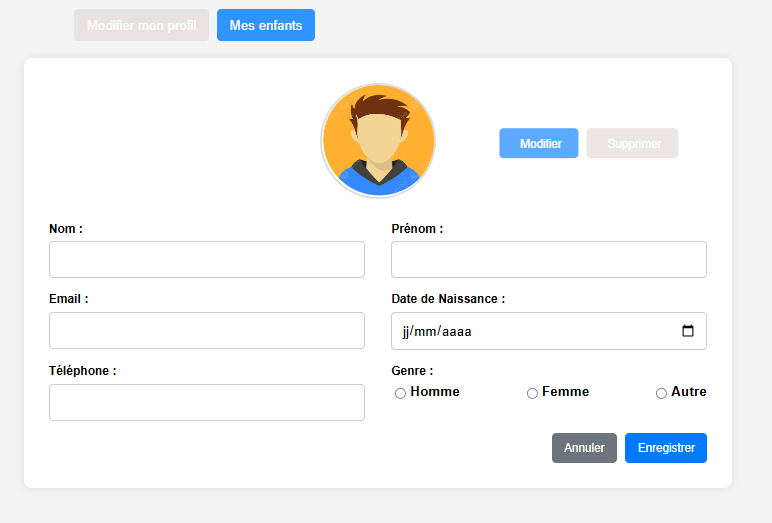 Modifier mon profil Mes enfants
Modifier Supprimer
Nom : Prénom :
Email : Date de Naissance :
jj/mm/aaaa
Téléphone : Genre :
Homme Femme Autre
Annuler Enregistrer